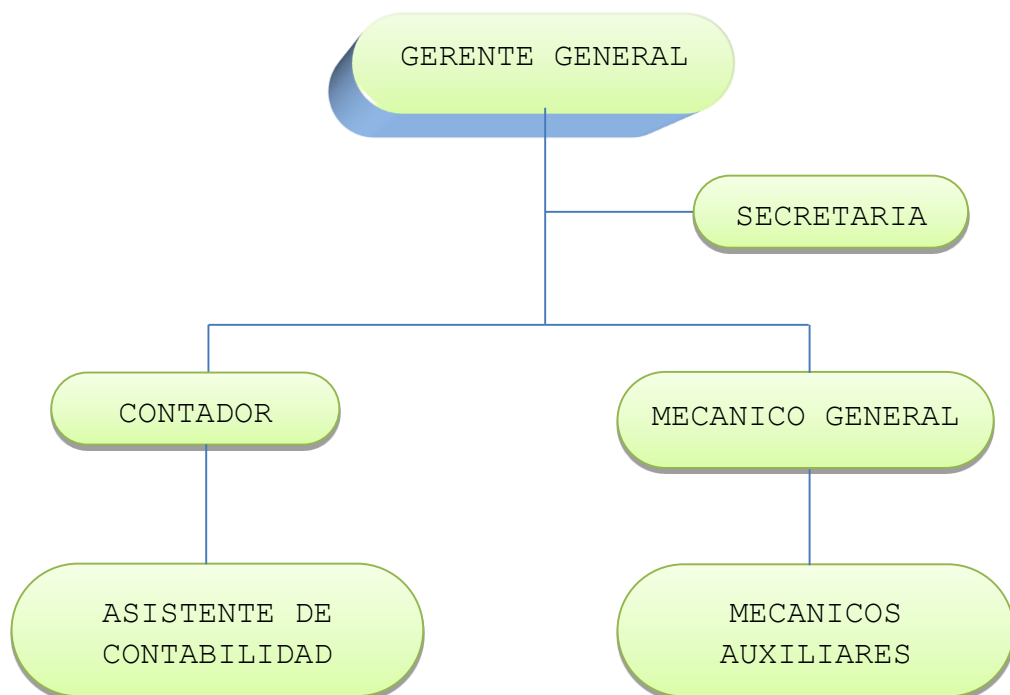 GERENTE GENERAL
SECRETARIA
CONTADOR
MECANICO GENERAL
ASISTENTE DE
CONTABILIDAD
MECANICOS
AUXILIARES